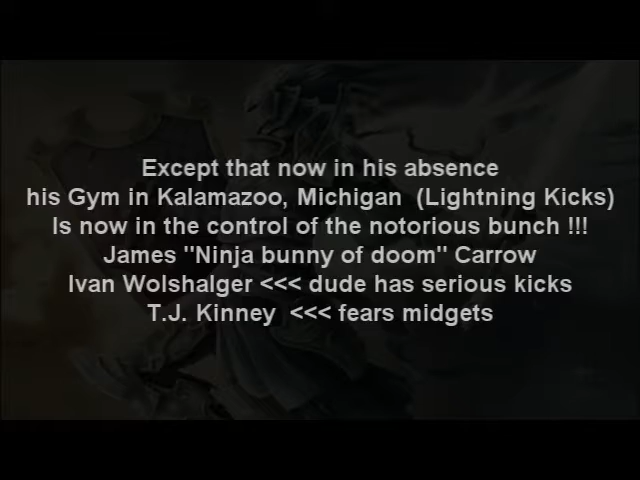 Except that now in his absence
his Gym in Kalamazoo, Michigan  (Lightning Kicks)
Is now in the control of the notorious bunch !!!
James "Ninja bunny of doom" Carrow
Ivan Wolshalger <<< dude has serious kicks
T.J. Kinney  <<< fears midgets